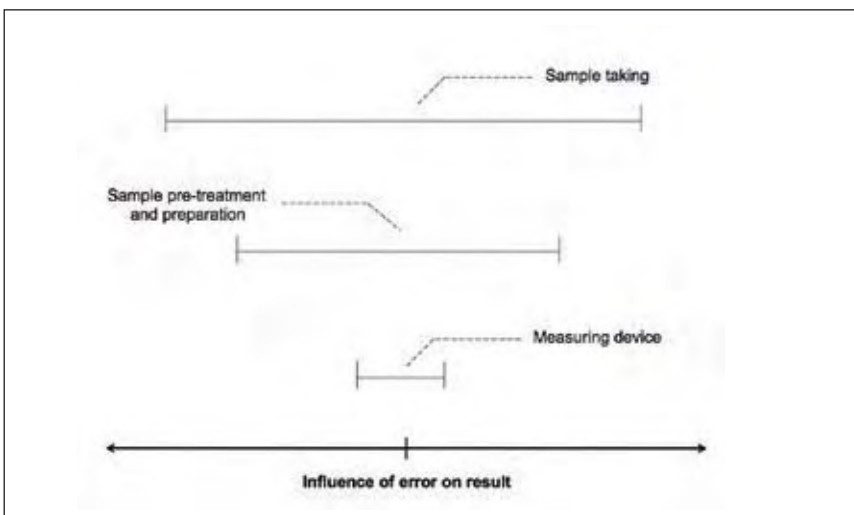 Sample taking
Sample pre-treatment
and preparation
Measuring device
Influence of error on result